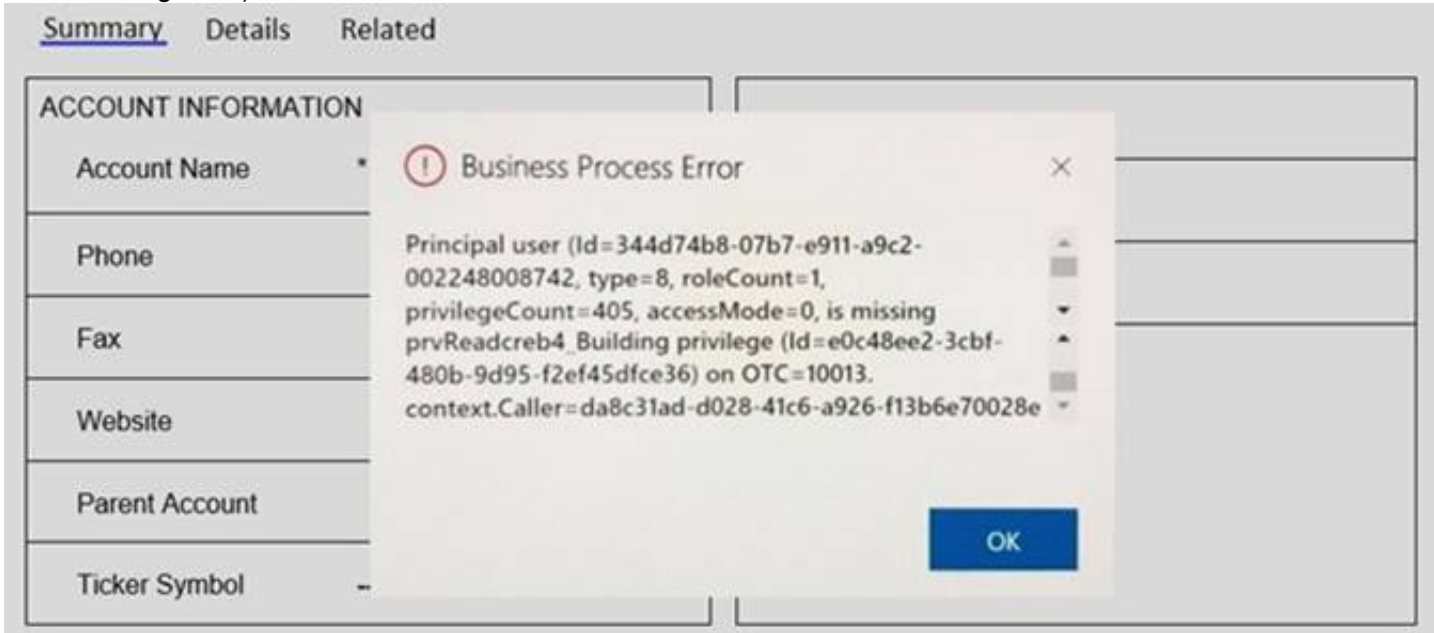 Summary Details Related
ACCOUNT INFORMATION
Account Name *
Phone
Fax
Website
Parent Account
Ticker Symbol --
Business Process Error
Principal user (Id=344d74b8-07b7-e911-a9c2-
002248008742, type=8, roleCount=1,
privilegeCount=405, accessMode=0, is missing
prvReadcreb4_Building privilege (Id=e0c48ee2-3cbf-
480b-9d95-f2ef45dfce36) on OTC=10013.
context.Caller=da8c31ad-d028-41c6-a926-f13b6e70028e
OK